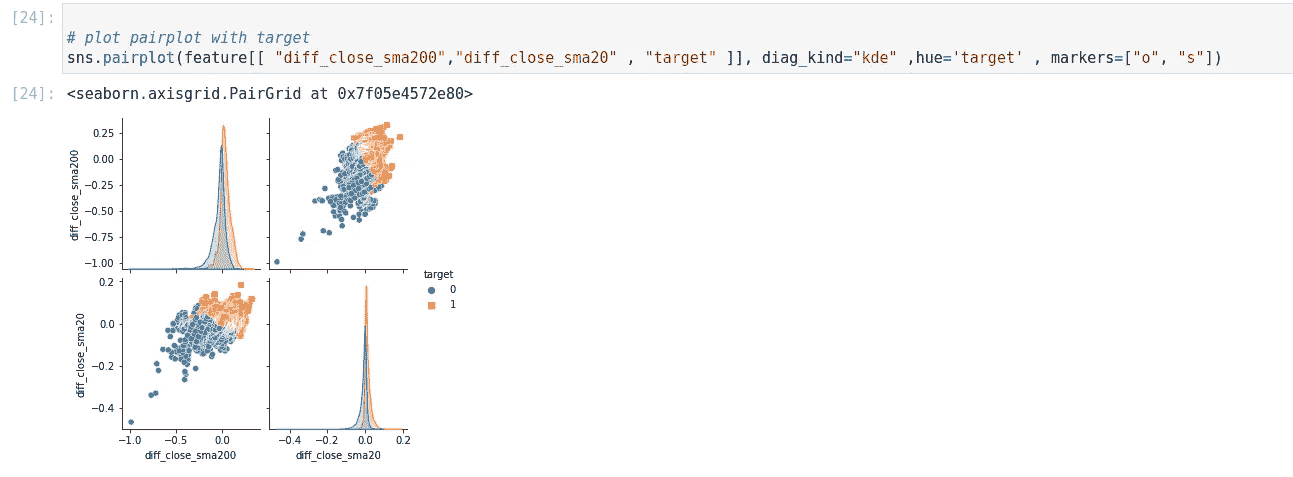 [24]:
# plot pairplot with target
sns.pairplot(feature[[ "diff_close_sma200","diff_close_sma20" , "target" ]], diag_kind="kde" ,hue='target' , markers=["o", "s"])
[24]: <seaborn.axisgrid.PairGrid at 0x7f05e4572e80>
0.25
0.00
−0.25
−0.50
−0.75
−1.00
diff_close_sma200
target
0
1
0.2
0.0
−0.2
−0.4
diff_close_sma20
−1.0 −0.5 0.0 −0.4 −0.2 0.0 0.2
diff_close_sma200 diff_close_sma20